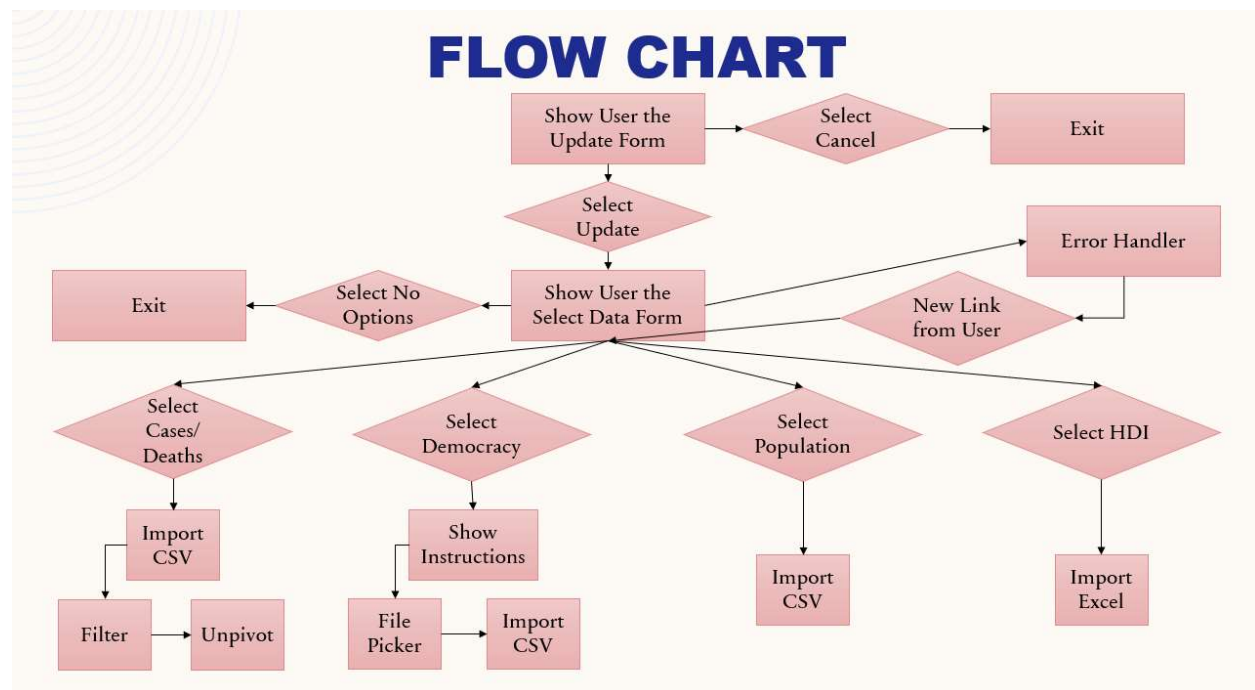 FLOW CHART
Show User the
Update Form
Select
Cancel
Exit
Select
Update
Error Handler
Exit
Select No
Options
Show User the
Select Data Form
New Link
from User
Select
Cases/
Deaths
Select
Democracy
Select
Population
Select HDI
Import
CSV
Show
Instructions
Import
CSV
Import
Excel
Filter
Unpivot
File
Picker
Import
CSV